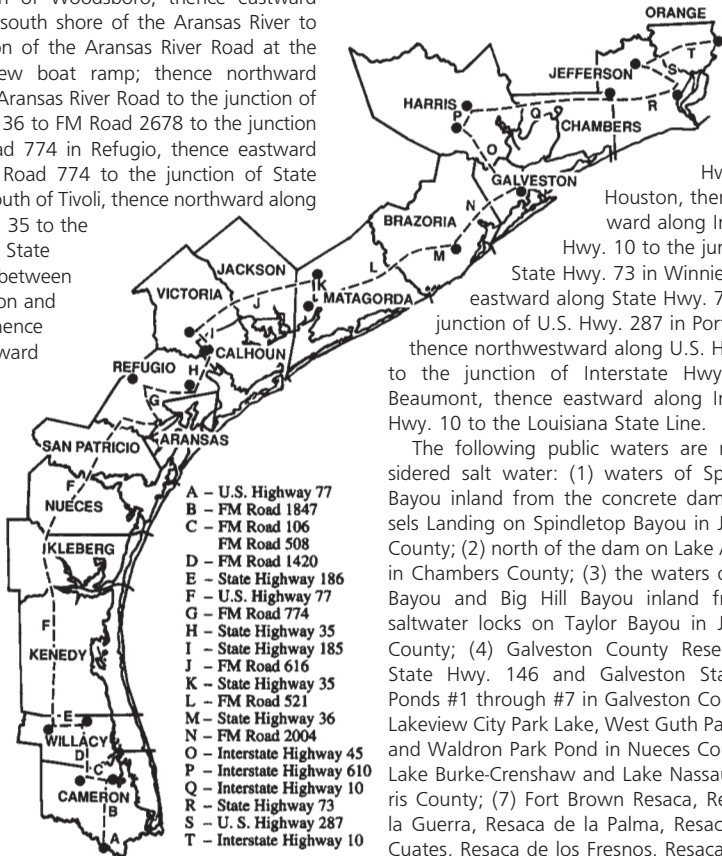 of Woodsboro, thence eastward
south shore of the Aransas River to
on of the Aransas River Road at the
ew boat ramp; thence northward
Aransas River Road to the junction of
36 to FM Road 2678 to the junction
ad 774 in Refugio, thence eastward
Road 774 to the junction of State
outh of Tivoli, thence northward along
35 to the
State
between
on and
hence
ward
ORANGE
T
JEFFERSON
S
HARRIS
R
P
Q
CHAMBERS
O
GALVESTON
N
BRAZORIA
M
JACKSON
K
L
J
L
MATAGORDA
VICTORIA
I
CALHOUN
REFUGIO
H
G
ARANSAS
SAN PATRICIO
F
NUECES
KLEBERG
F
KENEDY
E
WILLACY
D
C
CAMERON
B
A
A – U.S. Highway 77
B – FM Road 1847
C – FM Road 106
FM Road 508
D – FM Road 1420
E – State Highway 186
F – U.S. Highway 77
G – FM Road 774
H – State Highway 35
I – State Highway 185
J – FM Road 616
K – State Highway 35
L – FM Road 521
M – State Highway 36
N – FM Road 2004
O – Interstate Highway 45
P – Interstate Highway 610
Q – Interstate Highway 10
R – State Highway 73
S – U. S. Highway 287
T – Interstate Highway 10
Hw
Houston, then
ward along In
Hwy. 10 to the jun
State Hwy. 73 in Winnie
eastward along State Hwy. 7
junction of U.S. Hwy. 287 in Por
thence northwestward along U.S. H
to the junction of Interstate Hwy
Beaumont, thence eastward along In
Hwy. 10 to the Louisiana State Line.
The following public waters are n
sidered salt water: (1) waters of Sp
Bayou inland from the concrete dam
sels Landing on Spindletop Bayou in J
County; (2) north of the dam on Lake A
in Chambers County; (3) the waters o
Bayou and Big Hill Bayou inland fr
saltwater locks on Taylor Bayou in J
County; (4) Galveston County Rese
State Hwy. 146 and Galveston Sta
Ponds #1 through #7 in Galveston Co
Lakeview City Park Lake, West Guth Pa
and Waldron Park Pond in Nueces Co
Lake Burke-Crenshaw and Lake Nassau
ris County; (7) Fort Brown Resaca, Re
la Guerra, Resaca de la Palma, Resac
Cuates, Resaca de los Fresnos, Resaca